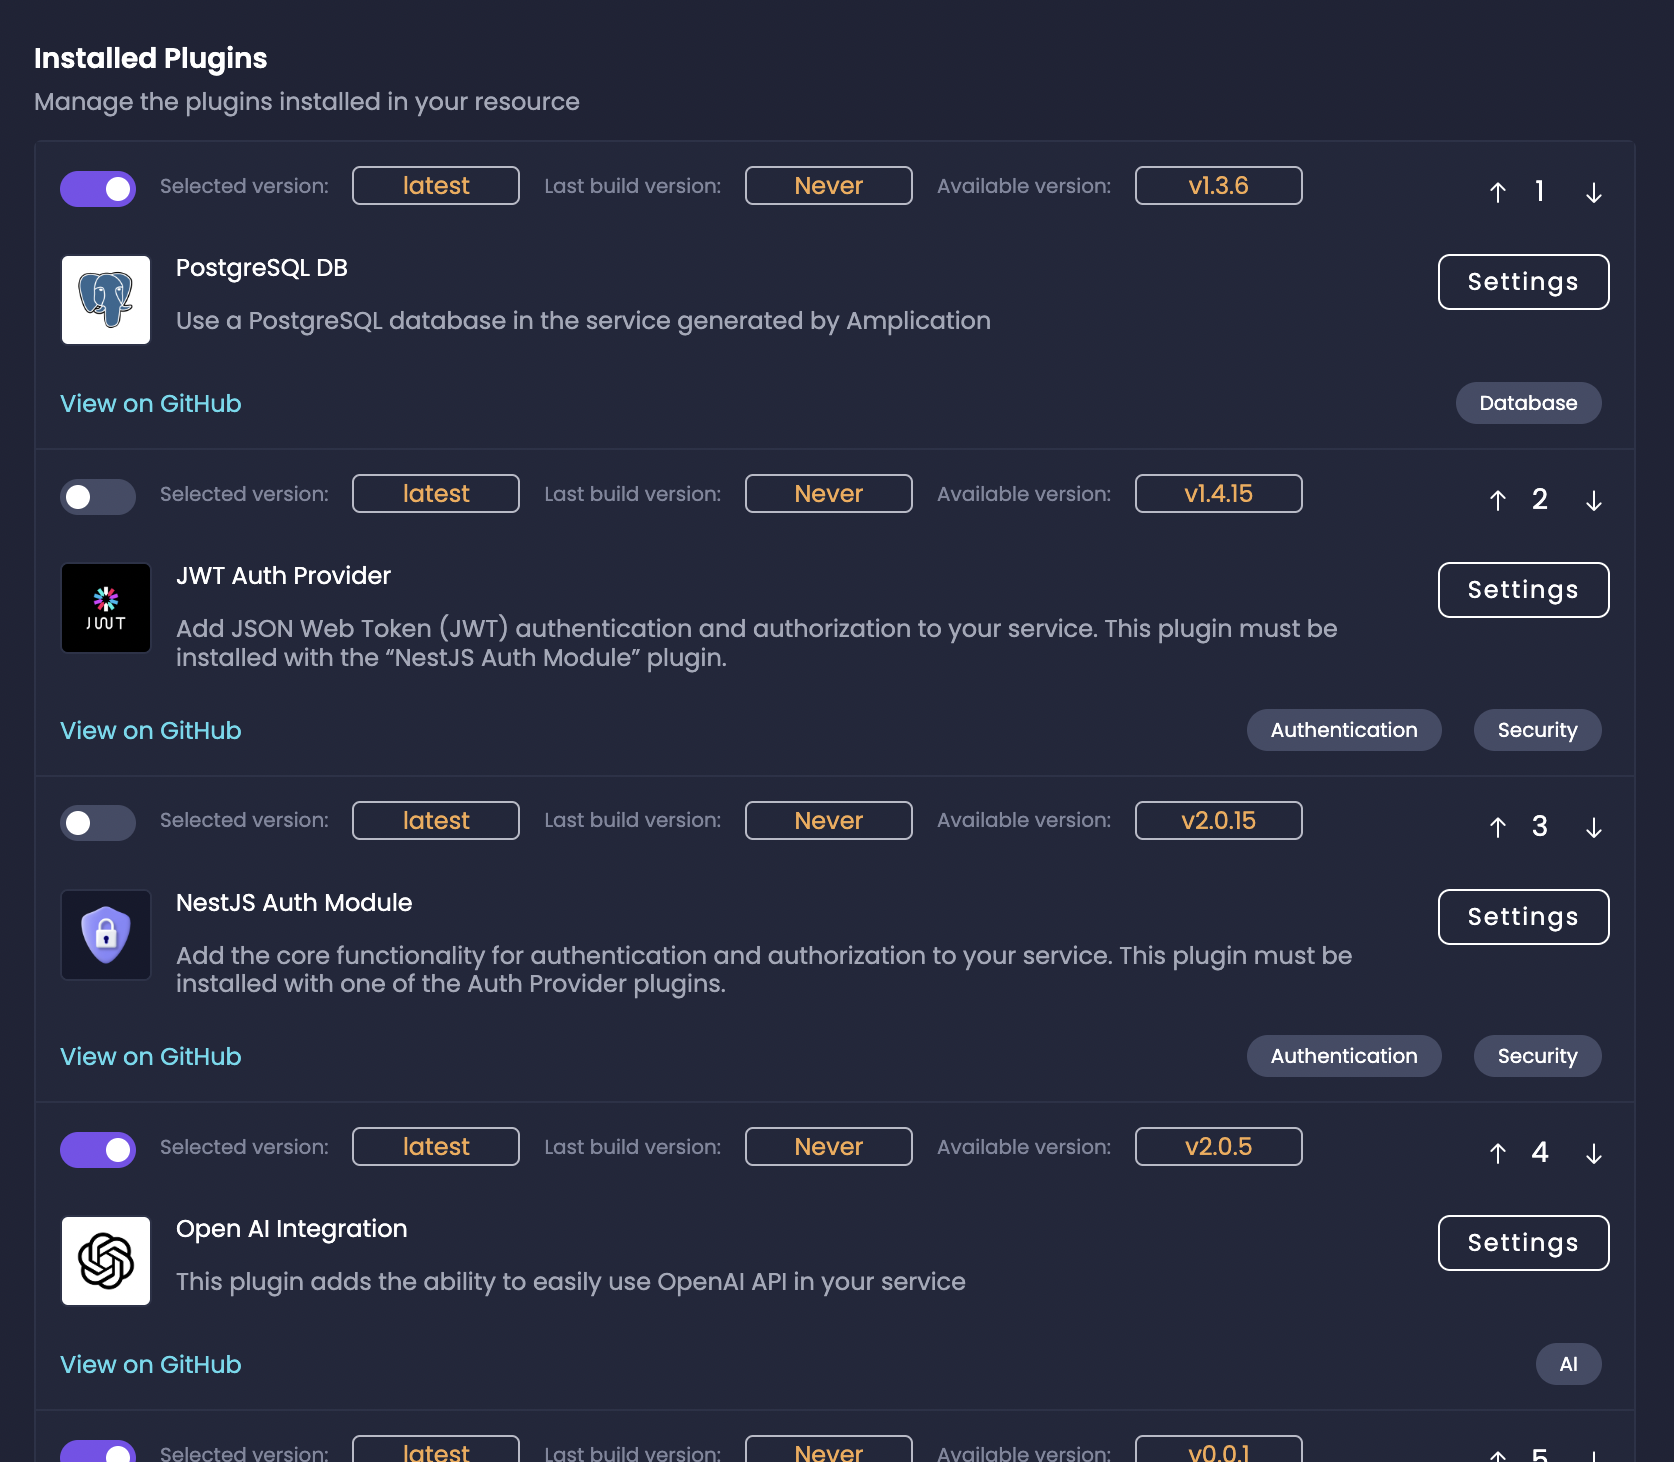 Installed Plugins
Manage the plugins installed in your resource
Selected version: latest Last build version: Never Available version: v1.3.6 ↑ 1 ↓
PostgreSQL DB
Settings
Use a PostgreSQL database in the service generated by Amplication
View on GitHub Database
Selected version: latest Last build version: Never Available version: v1.4.15 ↑ 2 ↓
JWT Auth Provider
Settings
JWT
Add JSON Web Token (JWT) authentication and authorization to your service. This plugin must be
installed with the “NestJS Auth Module” plugin.
View on GitHub Authentication Security
Selected version: latest Last build version: Never Available version: v2.0.15 ↑ 3 ↓
NestJS Auth Module
Settings
Add the core functionality for authentication and authorization to your service. This plugin must be
installed with one of the Auth Provider plugins.
View on GitHub Authentication Security
Selected version: latest Last build version: Never Available version: v2.0.5 ↑ 4 ↓
Open AI Integration
Settings
This plugin adds the ability to easily use OpenAI API in your service
View on GitHub AI
Selected version: latest Last build version: Never Available version: v0.0.1 ↑ 5 ↓